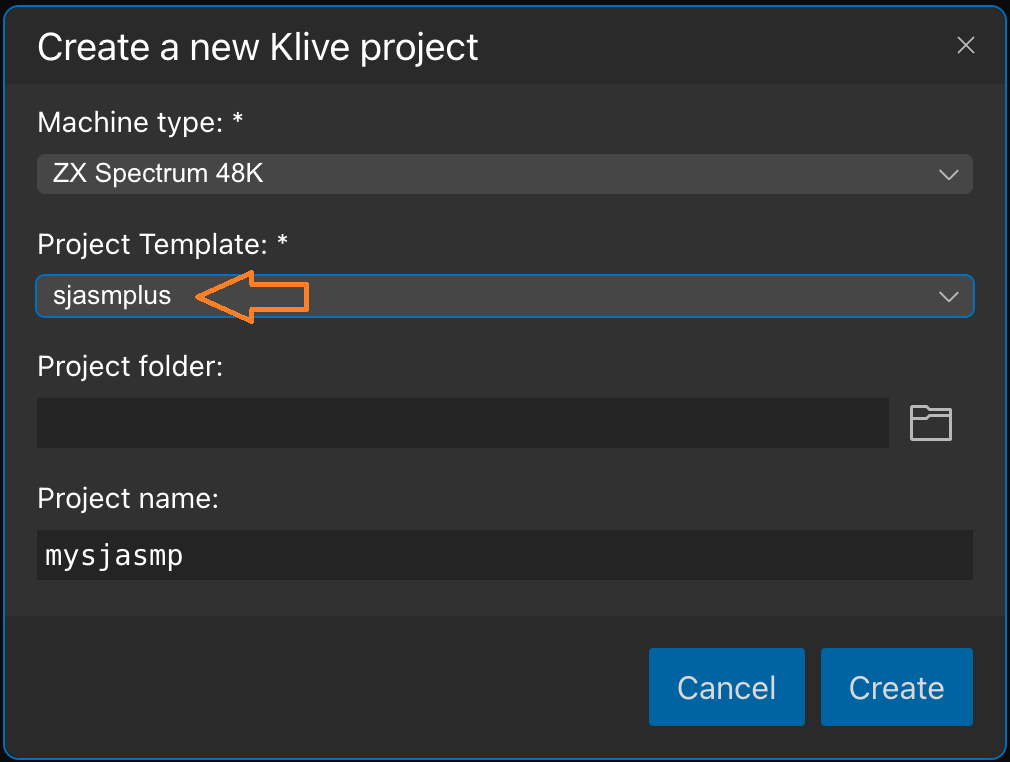 Create a new Klive project
Machine type: *
ZX Spectrum 48K
Project Template: *
sjasmplus
Project folder:
Project name:
mysjasmp
Cancel
Create